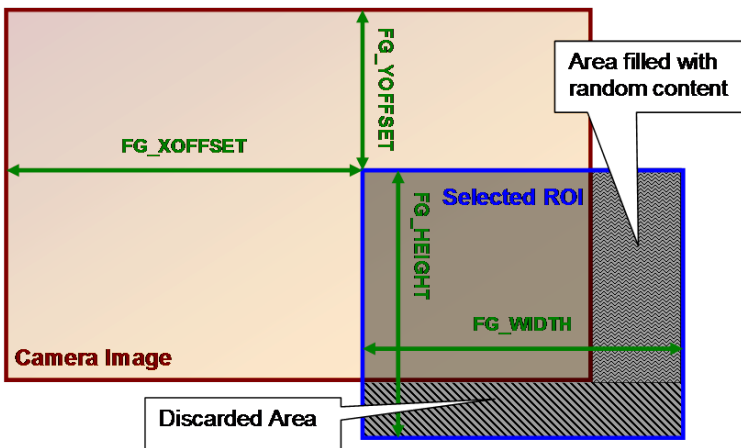 FG_YOFFSET
Area filled with
random content
FG_XOFFSET
Selected ROI
FG_HEIGHT
FG_WIDTH
Camera Image
Discarded Area